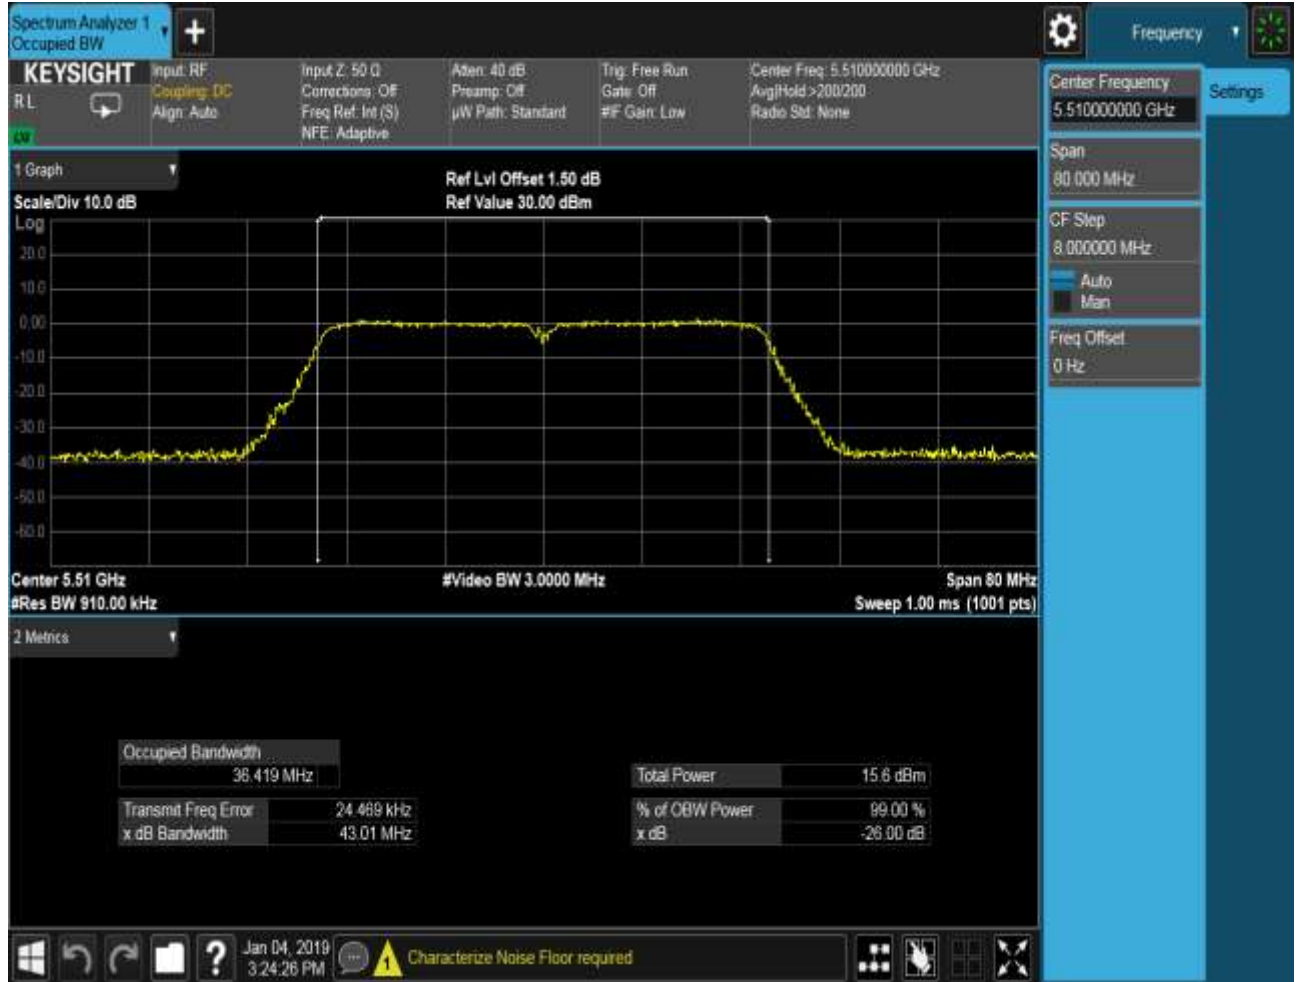 Spectrum Analyzer 1
Occupied BW
Frequency
KEYSIGHT
RL
Input: RF
Coupling: DC
Align: Auto
Input Z: 50 Ω
Corrections: Off
Freq Ref: Int (S)
NFE: Adaptive
Atten: 40 dB
Preamp: Off
µW Path: Standard
Trig: Free Run
Gate: Off
#IF Gain: Low
Center Freq: 5.510000000 GHz
Avg|Hold:>200/200
Radio Std: None
Center Frequency
5.510000000 GHz
Settings
Span
80.000 MHz
CF Step
8.000000 MHz
Auto
Man
Freq Offset
0 Hz
1 Graph
Scale/Div 10.0 dB
Ref Lvl Offset 1.50 dB
Ref Value 30.00 dBm
Log
20.0
10.0
0.00
-10.0
-20.0
-30.0
-40.0
-50.0
-60.0
Center 5.51 GHz
#Video BW 3.0000 MHz
Span 80 MHz
#Res BW 910.00 kHz
Sweep 1.00 ms (1001 pts)
2 Metrics
Occupied Bandwidth
36.419 MHz
Total Power 15.6 dBm
Transmit Freq Error 24.469 kHz
% of OBW Power 99.00 %
x dB Bandwidth 43.01 MHz
x dB -26.00 dB
?
Jan 04, 2019
3:24:26 PM
1
Characterize Noise Floor required